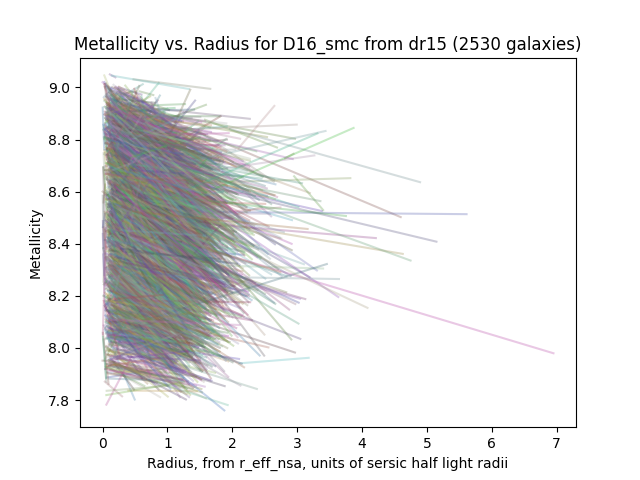 Metallicity vs. Radius for D16_smc from dr15 (2530 galaxies)
9.0
8.8
8.6
8.4
8.2
8.0
7.8
Metallicity
0 1 2 3 4 5 6 7
Radius, from r_eff_nsa, units of sersic half light radii